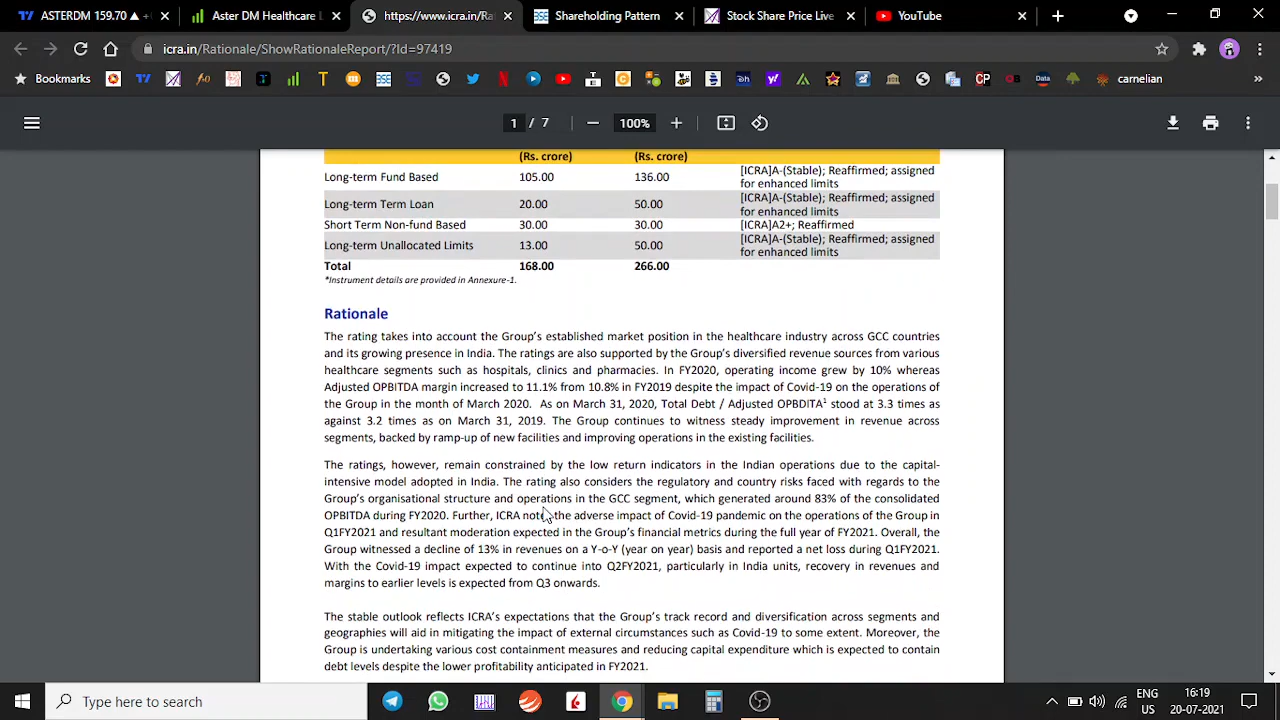 ASTERDM 159.70 ▲ +
Aster DM Healthcare L
https://www.icra.in/Rat
Shareholding Pattern
Stock Share Price Live
YouTube
icra.in/Rationale/ShowRationaleReport/?Id=97419
Bookmarks
carnelian
1 / 7
100%
(Rs. crore) (Rs. crore)
Long-term Fund Based 105.00 136.00 [ICRA]A-(Stable); Reaffirmed; assigned
for enhanced limits
Long-term Term Loan 20.00 50.00 [ICRA]A-(Stable); Reaffirmed; assigned
for enhanced limits
Short Term Non-fund Based 30.00 30.00 [ICRA]A2+; Reaffirmed
Long-term Unallocated Limits 13.00 50.00 [ICRA]A-(Stable); Reaffirmed; assigned
for enhanced limits
Total 168.00 266.00
*Instrument details are provided in Annexure-1.
Rationale
The rating takes into account the Group's established market position in the healthcare industry across GCC countries
and its growing presence in India. The ratings are also supported by the Group's diversified revenue sources from various
healthcare segments such as hospitals, clinics and pharmacies. In FY2020, operating income grew by 10% whereas
Adjusted OPBITDA margin increased to 11.1% from 10.8% in FY2019 despite the impact of Covid-19 on the operations of
the Group in the month of March 2020. As on March 31, 2020, Total Debt / Adjusted OPBDITA¹ stood at 3.3 times as
against 3.2 times as on March 31, 2019. The Group continues to witness steady improvement in revenue across
segments, backed by ramp-up of new facilities and improving operations in the existing facilities.
The ratings, however, remain constrained by the low return indicators in the Indian operations due to the capital-
intensive model adopted in India. The rating also considers the regulatory and country risks faced with regards to the
Group's organisational structure and operations in the GCC segment, which generated around 83% of the consolidated
OPBITDA during FY2020. Further, ICRA notes the adverse impact of Covid-19 pandemic on the operations of the Group in
Q1FY2021 and resultant moderation expected in the Group's financial metrics during the full year of FY2021. Overall, the
Group witnessed a decline of 13% in revenues on a Y-o-Y (year on year) basis and reported a net loss during Q1FY2021.
With the Covid-19 impact expected to continue into Q2FY2021, particularly in India units, recovery in revenues and
margins to earlier levels is expected from Q3 onwards.
The stable outlook reflects ICRA's expectations that the Group's track record and diversification across segments and
geographies will aid in mitigating the impact of external circumstances such as Covid-19 to some extent. Moreover, the
Group is undertaking various cost containment measures and reducing capital expenditure which is expected to contain
debt levels despite the lower profitability anticipated in FY2021.
Type here to search
ENG
US
16:19
20-07-2021